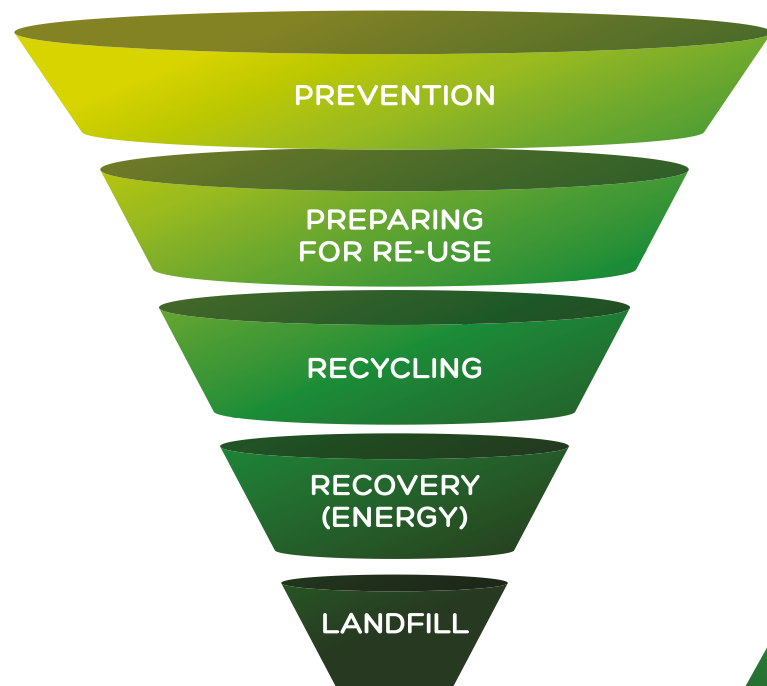 PREVENTION
PREPARING
FOR RE-USE
RECYCLING
RECOVERY
(ENERGY)
LANDFILL